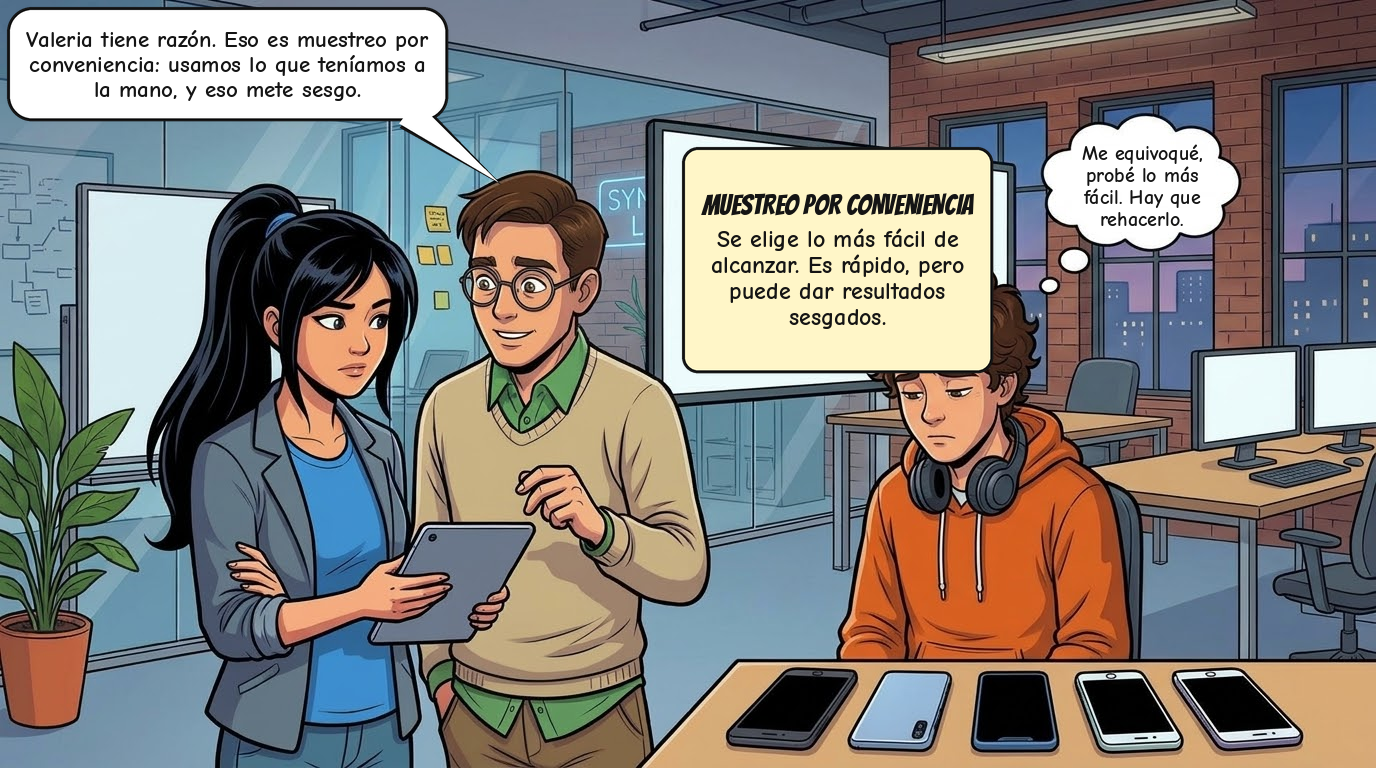 Valeria tiene razón. Eso es muestreo por
conveniencia: usamos lo que teníamos a
la mano, y eso mete sesgo.
SYN
L
MUESTREO POR CONVENIENCIA
Se elige lo más fácil de
alcanzar. Es rápido, pero
puede dar resultados
sesgados.
Me equivoqué,
probé lo más
fácil. Hay que
rehacerlo.